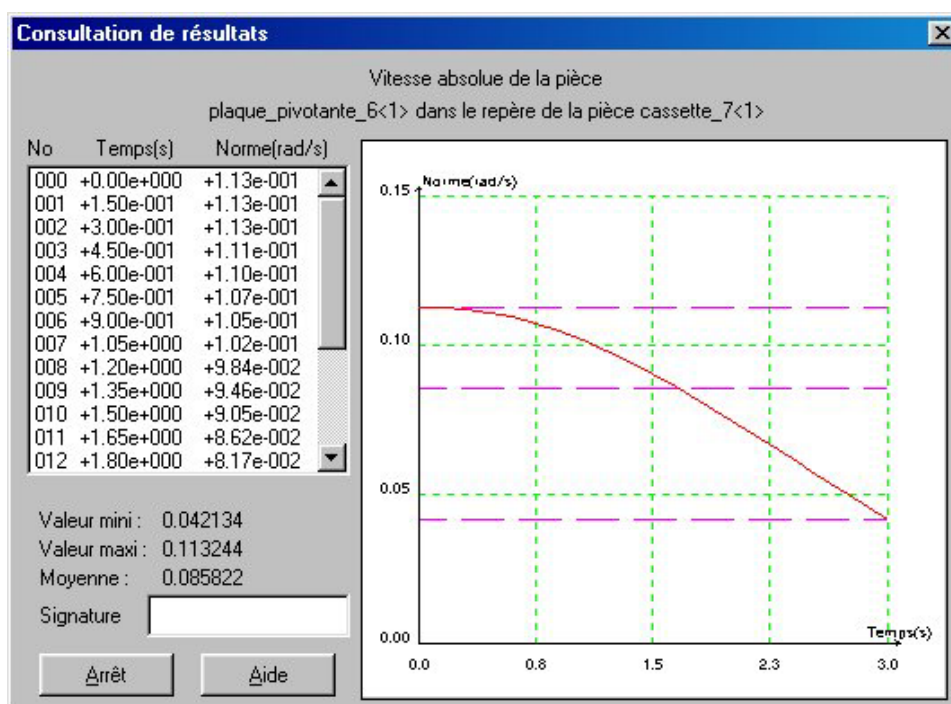 Consultation de résultats
Vitesse absolue de la pièce
plaque_pivotante_6<1> dans le repère de la pièce cassette_7<1>
No Temps(s) Norme(rad/s)
000 +0.00e+000 +1.13e-001
001 +1.50e-001 +1.13e-001
002 +3.00e-001 +1.13e-001
003 +4.50e-001 +1.11e-001
004 +6.00e-001 +1.10e-001
005 +7.50e-001 +1.07e-001
006 +9.00e-001 +1.05e-001
007 +1.05e+000 +1.02e-001
008 +1.20e+000 +9.84e-002
009 +1.35e+000 +9.46e-002
010 +1.50e+000 +9.05e-002
011 +1.65e+000 +8.62e-002
012 +1.80e+000 +8.17e-002
Valeur mini : 0.042134
Valeur maxi : 0.113244
Moyenne : 0.085822
Signature
Arrêt Aide
Norme(rad/s)
0.15
0.10
0.05
0.00
Temps(s)
0.0 0.8 1.5 2.3 3.0